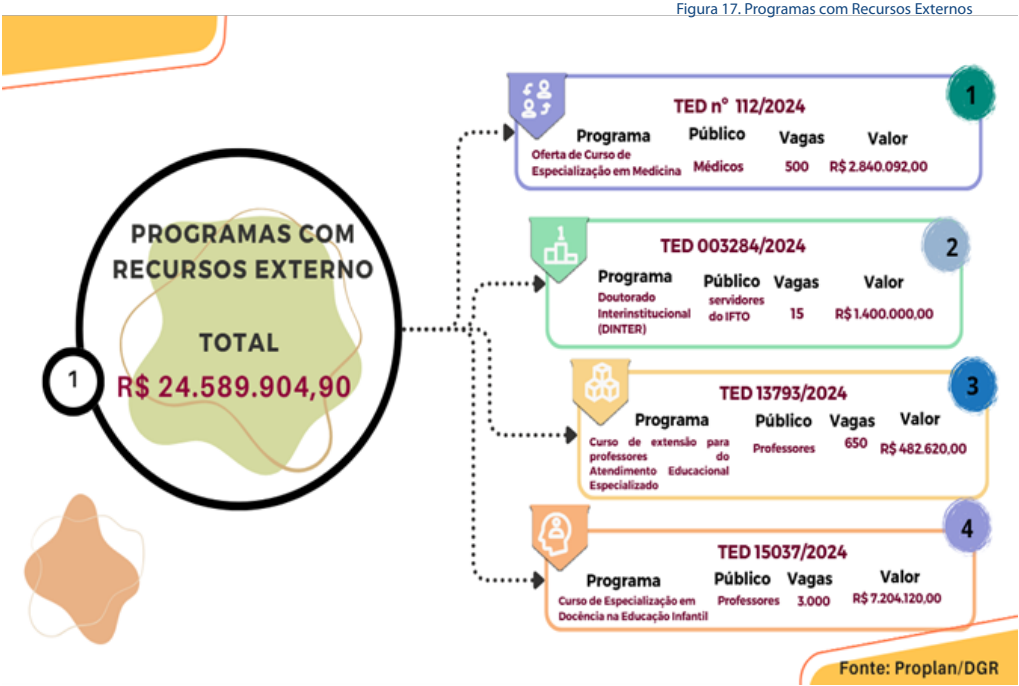 Figura 17. Programas com Recursos Externos
PROGRAMAS COM
RECURSOS EXTERNO
TOTAL
R$ 24.589.904,90
1
TED n° 112/2024
1
Programa Público Vagas Valor
Oferta de Curso de
Especialização em Medicina Médicos 500 R$ 2.840.092,00
TED 003284/2024
2
1
Programa Público Vagas Valor
Doutorado
Interinstitucional
(DINTER)
servidores
do IFTO
15 R$ 1.400.000,00
TED 13793/2024
3
Programa Público Vagas Valor
Curso de extensão para
professores do
Atendimento Educacional
Especializado
Professores 650 R$ 482.620,00
TED 15037/2024
4
Programa Público Vagas Valor
Curso de Especialização em
Docência na Educação Infantil
Professores 3.000 R$ 7.204.120,00
Fonte: Proplan/DGR